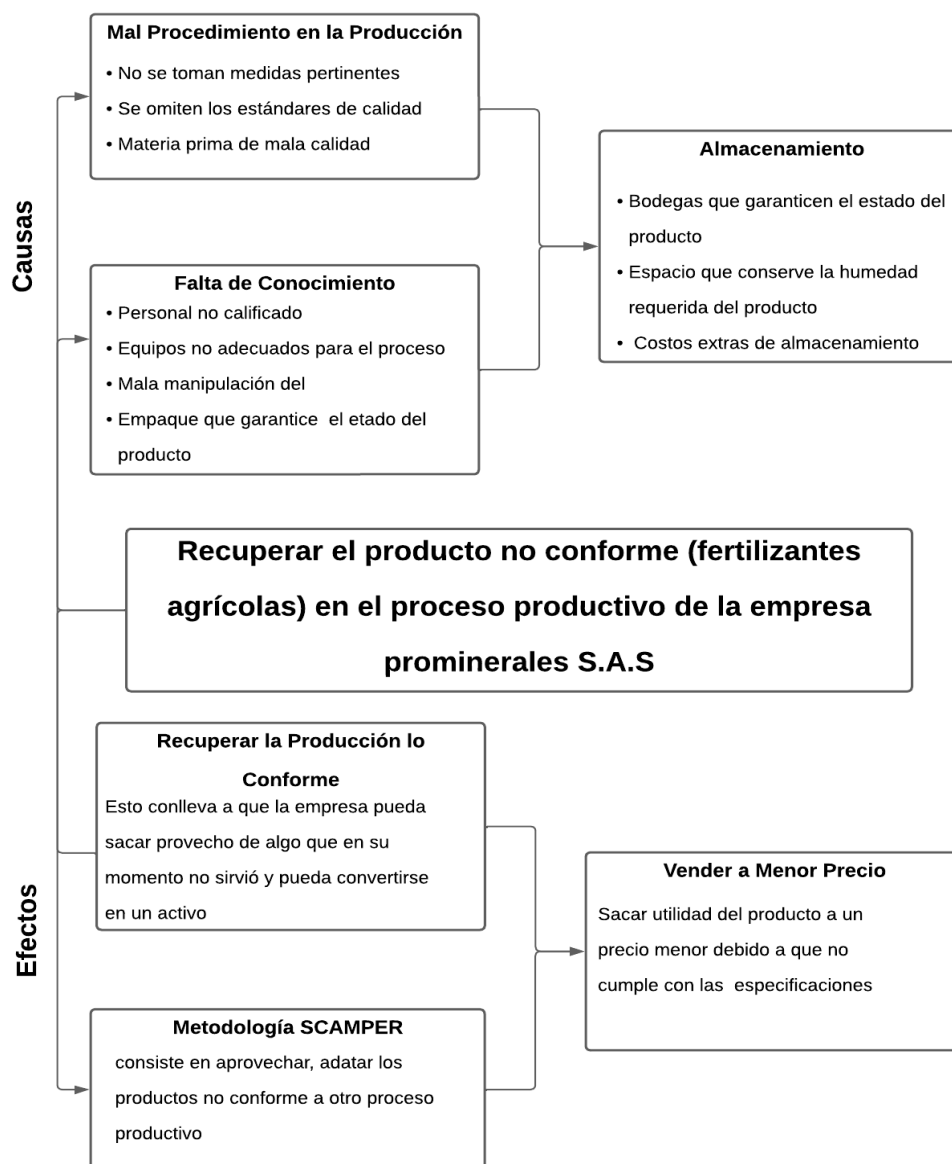 Causas
Mal Procedimiento en la Producción
• No se toman medidas pertinentes
• Se omiten los estándares de calidad
• Materia prima de mala calidad
Falta de Conocimiento
• Personal no calificado
• Equipos no adecuados para el proceso
• Mala manipulación del
• Empaque que garantice el etado del
producto
Almacenamiento
• Bodegas que garanticen el estado del
producto
• Espacio que conserve la humedad
requerida del producto
• Costos extras de almacenamiento
Recuperar el producto no conforme (fertilizantes
agrícolas) en el proceso productivo de la empresa
prominerales S.A.S
Efectos
Recuperar la Producción lo
Conforme
Esto conlleva a que la empresa pueda
sacar provecho de algo que en su
momento no sirvió y pueda convertirse
en un activo
Metodología SCAMPER
consiste en aprovechar, adatar los
productos no conforme a otro proceso
productivo
Vender a Menor Precio
Sacar utilidad del producto a un
precio menor debido a que no
cumple con las especificaciones